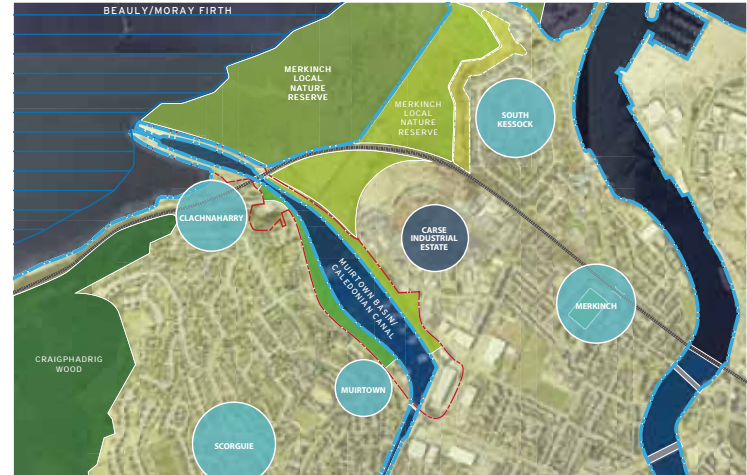 BEAULY/MORAY FIRTH
MERKINCH
LOCAL
NATURE
RESERVE
MERKINCH
LOCAL
NATURE
RESERVE
SOUTH
KESSOCK
CLACHNAHARRY
CARSE
INDUSTRIAL
ESTATE
MUIRTOWN BASIN/
CALEDONIAN CANAL
MERKINCH
CRAIGPHADRIG
WOOD
MUIRTOWN
SCORGUIE